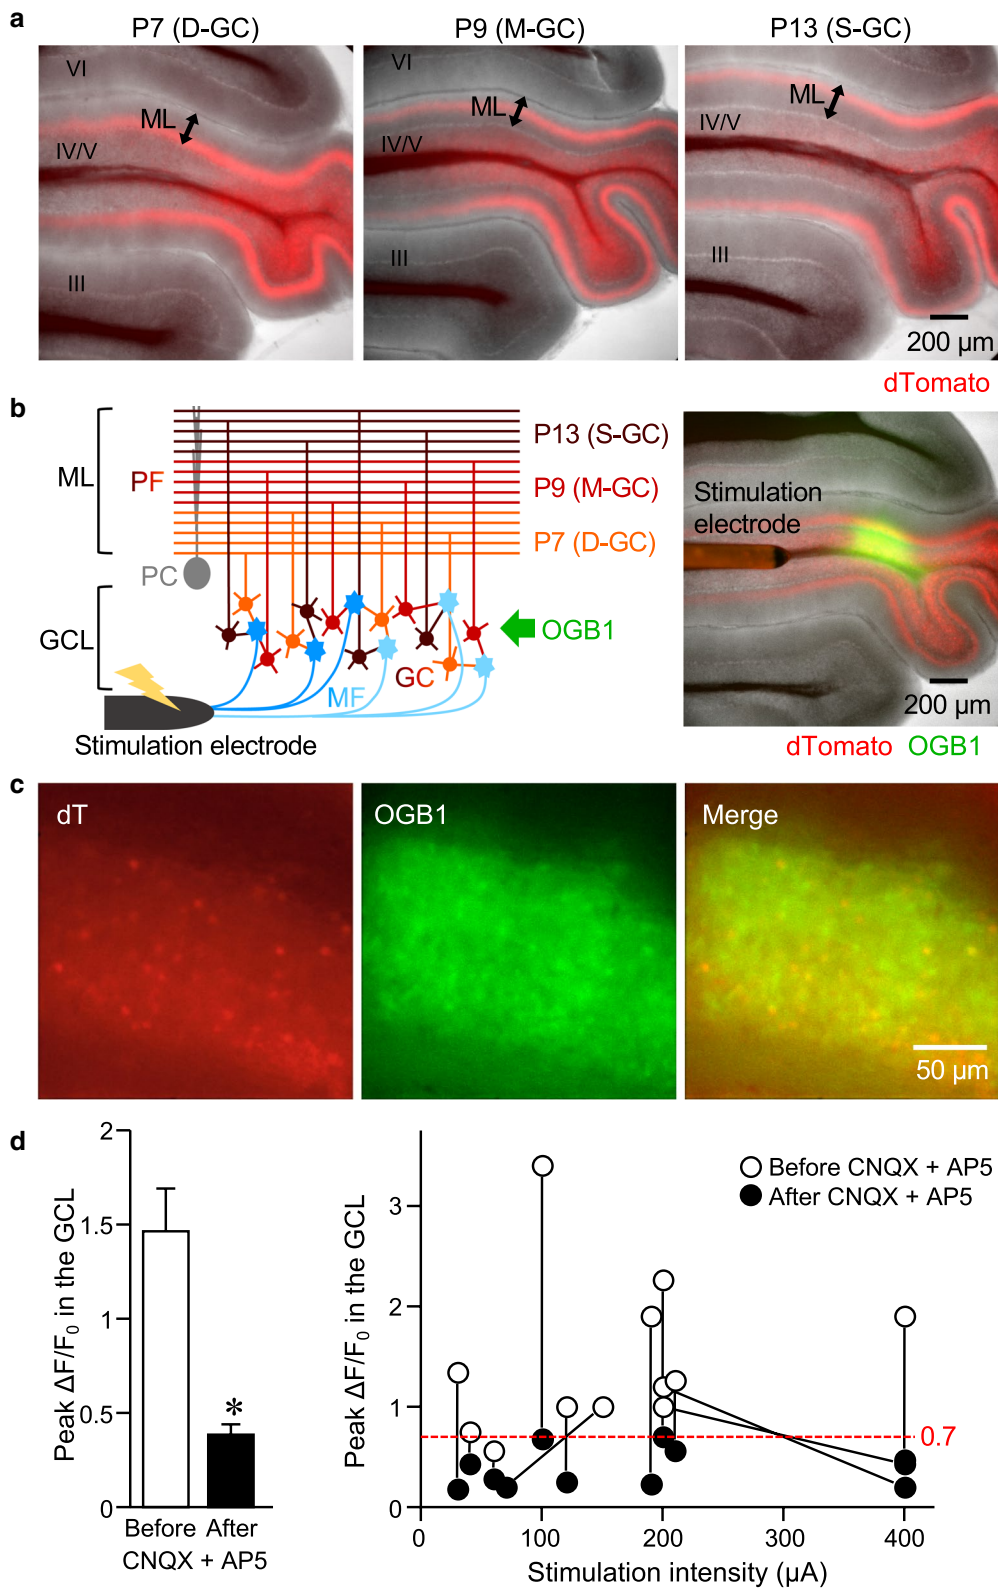 a
P7 (D-GC)
P9 (M-GC)
P13 (S-GC)
VI
ML
IV/V
III
VI
ML
IV/V
III
ML
IV/V
III
200 µm
dTomato
b
ML
PF
PC
GCL
P13 (S-GC)
P9 (M-GC)
P7 (D-GC)
OGB1
GC
MF
Stimulation electrode
Stimulation
electrode
200 µm
dTomato OGB1
c
dT
OGB1
Merge
50 µm
d
Peak ΔF/F0 in the GCL
2
1.5
1
0.5
0
*
Before After
CNQX + AP5
Peak ΔF/F0 in the GCL
3
2
1
0
Before CNQX + AP5
After CNQX + AP5
0.7
0 100 200 300 400
Stimulation intensity (µA)